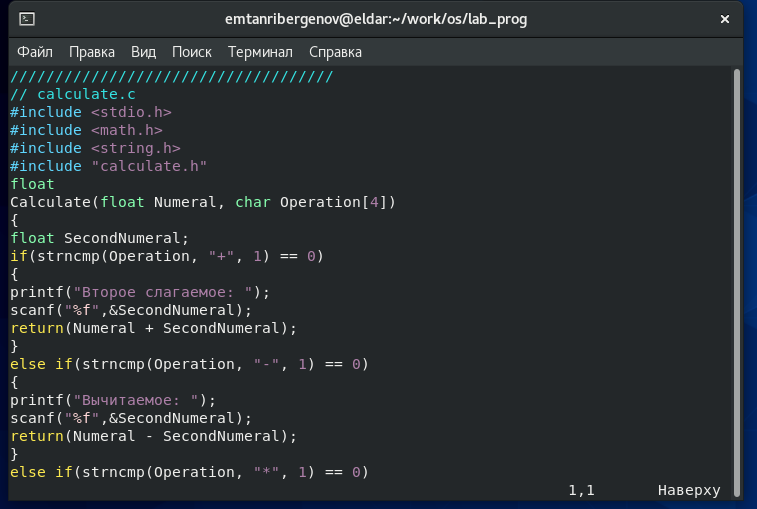 emtanribergenov@eldar:~/work/os/lab_prog
Файл Правка Вид Поиск Терминал Справка
////////////////////////////////////
// calculate.c
#include <stdio.h>
#include <math.h>
#include <string.h>
#include "calculate.h"
float
Calculate(float Numeral, char Operation[4])
{
float SecondNumeral;
if(strncmp(Operation, "+", 1) == 0)
{
printf("Второе слагаемое: ");
scanf("%f",&SecondNumeral);
return(Numeral + SecondNumeral);
}
else if(strncmp(Operation, "-", 1) == 0)
{
printf("Вычитаемое: ");
scanf("%f",&SecondNumeral);
return(Numeral - SecondNumeral);
}
else if(strncmp(Operation, "*", 1) == 0)
1,1 Наверху